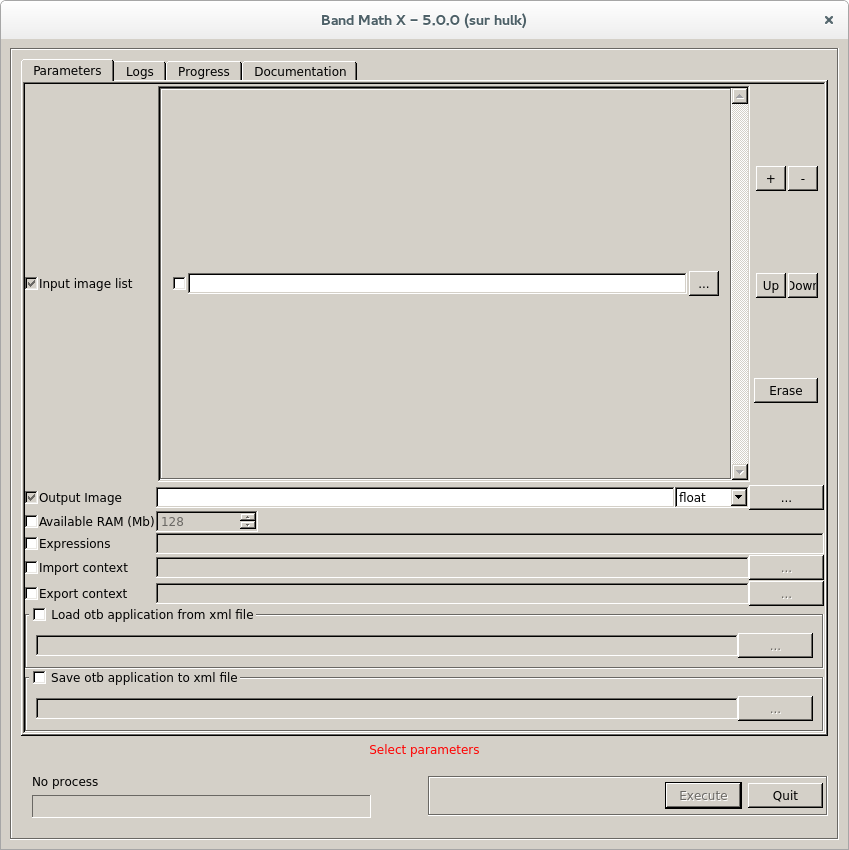 Band Math X – 5.0.0 (sur hulk) ×
Parameters Logs Progress Documentation
+ -
Input image list ... Up Down
Erase
Output Image float ...
Available RAM (Mb) 128
Expressions
Import context ...
Export context ...
Load otb application from xml file
...
Save otb application to xml file
...
Select parameters
No process
Execute Quit